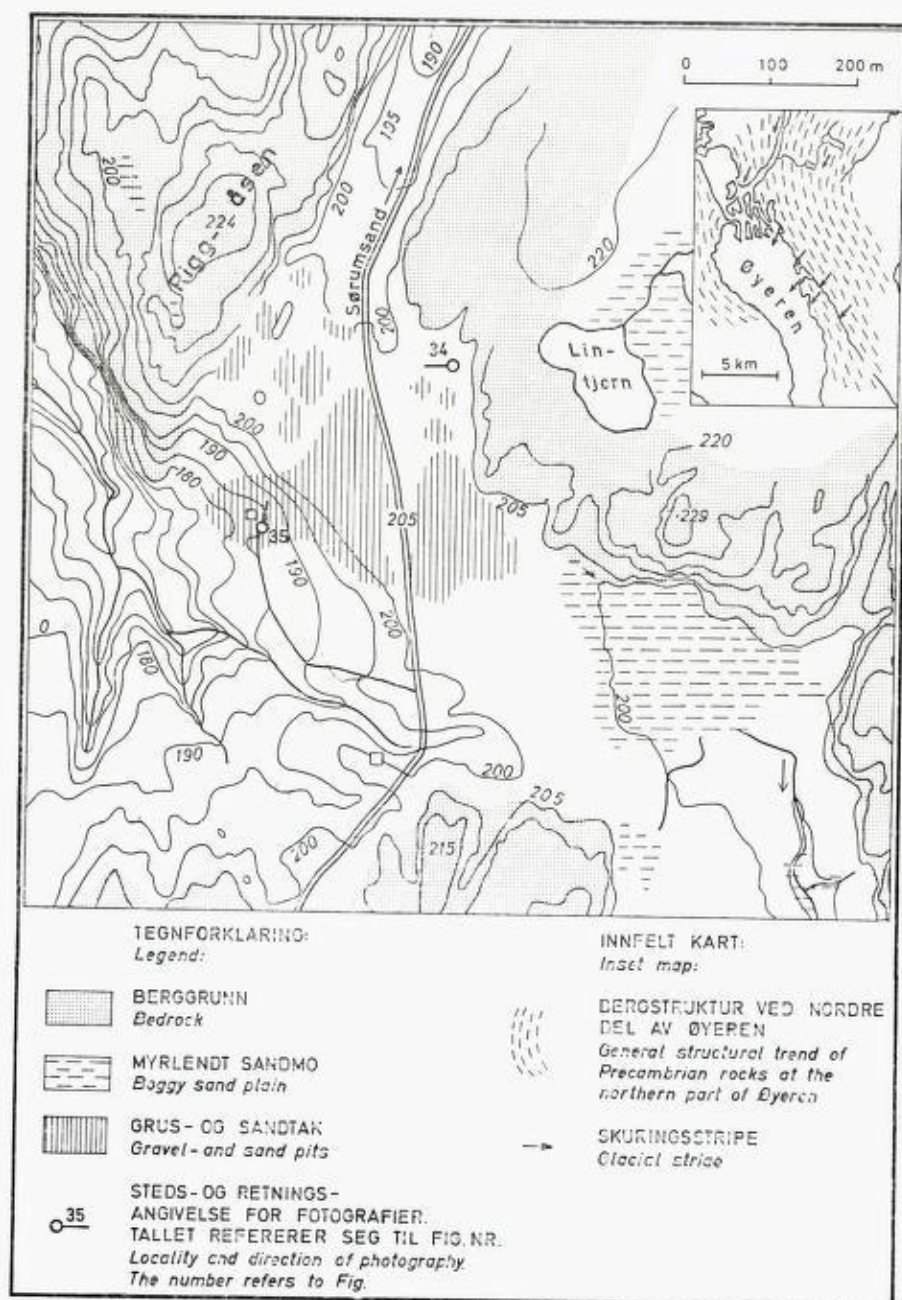 190
0 100 200 m
195
200
200
Rigg-åsen
224
Sørumsand
220
200
34
Lin-
tjern
Øyeren
5 km
200
190
180
220
205
205
229
35
190
200
180
200
190
200
205
200
215
TEGNFORKLARING:
Legend:
BERGGRUNN
Bedrock
MYRLENDT SANDMO
Boggy sand plain
GRUS- OG SANDTAK
Gravel- and sand pits
35
STEDS- OG RETNINGS-
ANGIVELSE FOR FOTOGRAFIER.
TALLET REFERERER SEG TIL FIG. NR.
Locality and direction of photography.
The number refers to Fig.
INNFELT KART:
Inset map:
BERGSTRUKTUR VED NORDRE
DEL AV ØYEREN
General structural trend of
Precambrian rocks at the
northern part of Øyeren
SKURINGSSTRIPE
Glacial striae